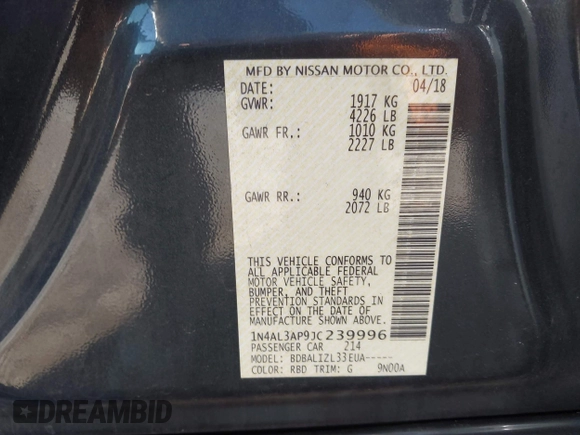 MFD BY NISSAN MOTOR CO., LTD.
DATE: 04/18
GVWR: 1917 KG
4226 LB
GAWR FR.: 1010 KG
2227 LB
GAWR RR.: 940 KG
2072 LB
THIS VEHICLE CONFORMS TO
ALL APPLICABLE FEDERAL
MOTOR VEHICLE SAFETY,
BUMPER, AND THEFT
PREVENTION STANDARDS IN
EFFECT ON THE DATE OF
MANUFACTURE SHOWN ABOVE.
1N4AL3AP9JC239996
PASSENGER CAR 214
MODEL: BDBALIZL33EUA-----
COLOR: RBD TRIM: G 9N00A
DREAMBID